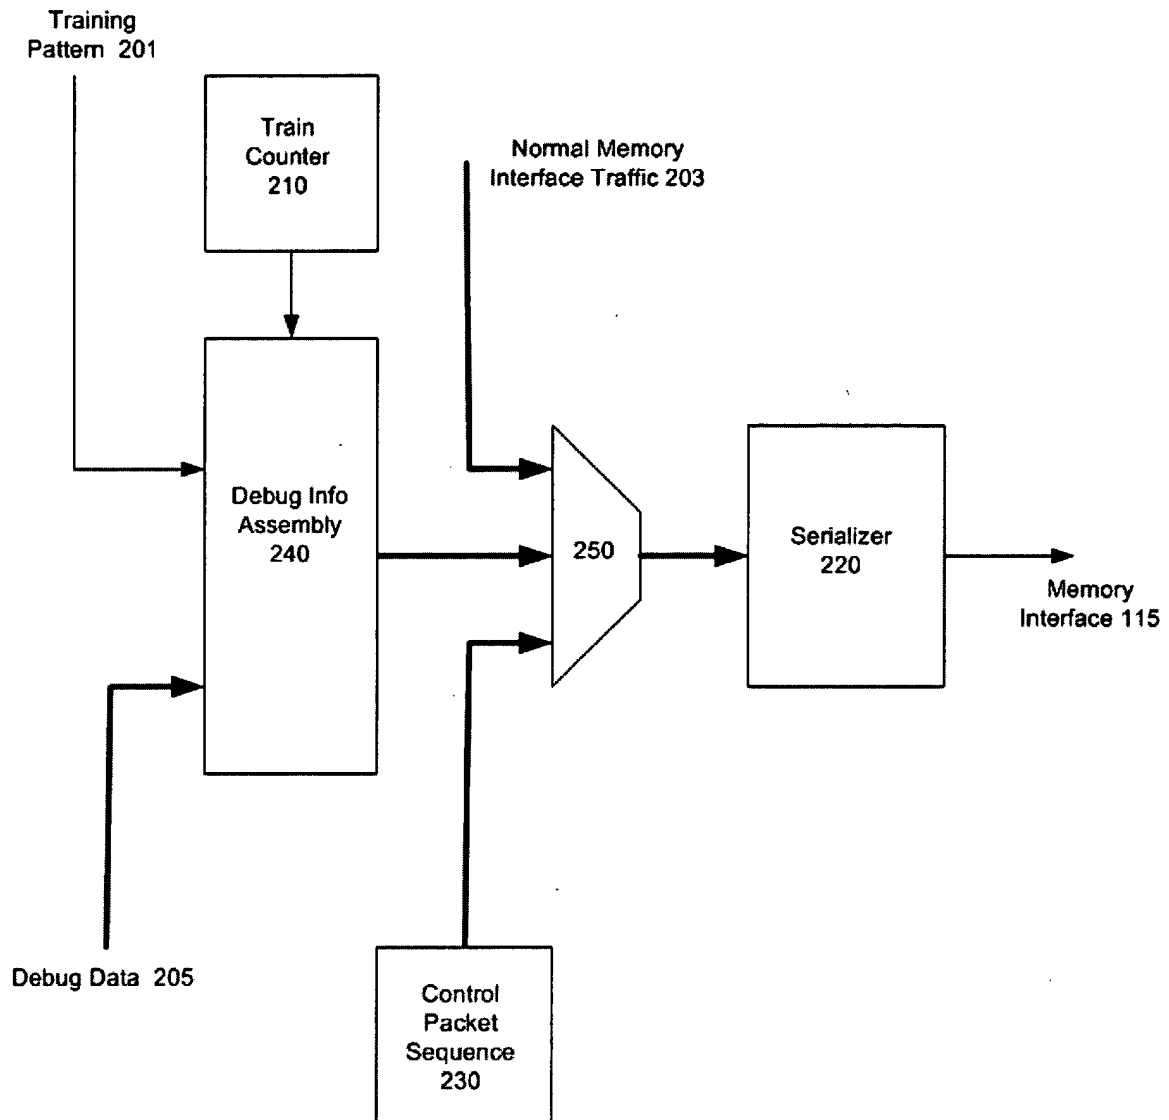 Training
Pattern 201
Train
Counter
210
Normal Memory
Interface Traffic 203
Debug Info
Assembly
240
250
Serializer
220
Memory
Interface 115
Debug Data 205
Control
Packet
Sequence
230